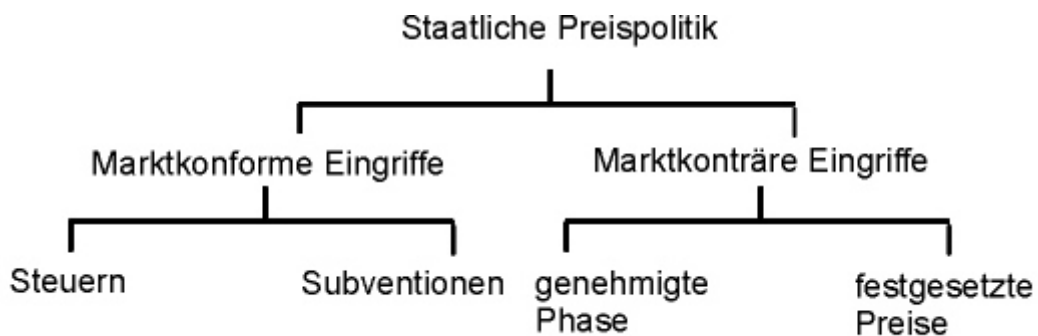 Staatliche Preispolitik
Marktkonforme Eingriffe
Marktkonträre Eingriffe
Steuern
Subventionen
genehmigte
Phase
festgesetzte
Preise